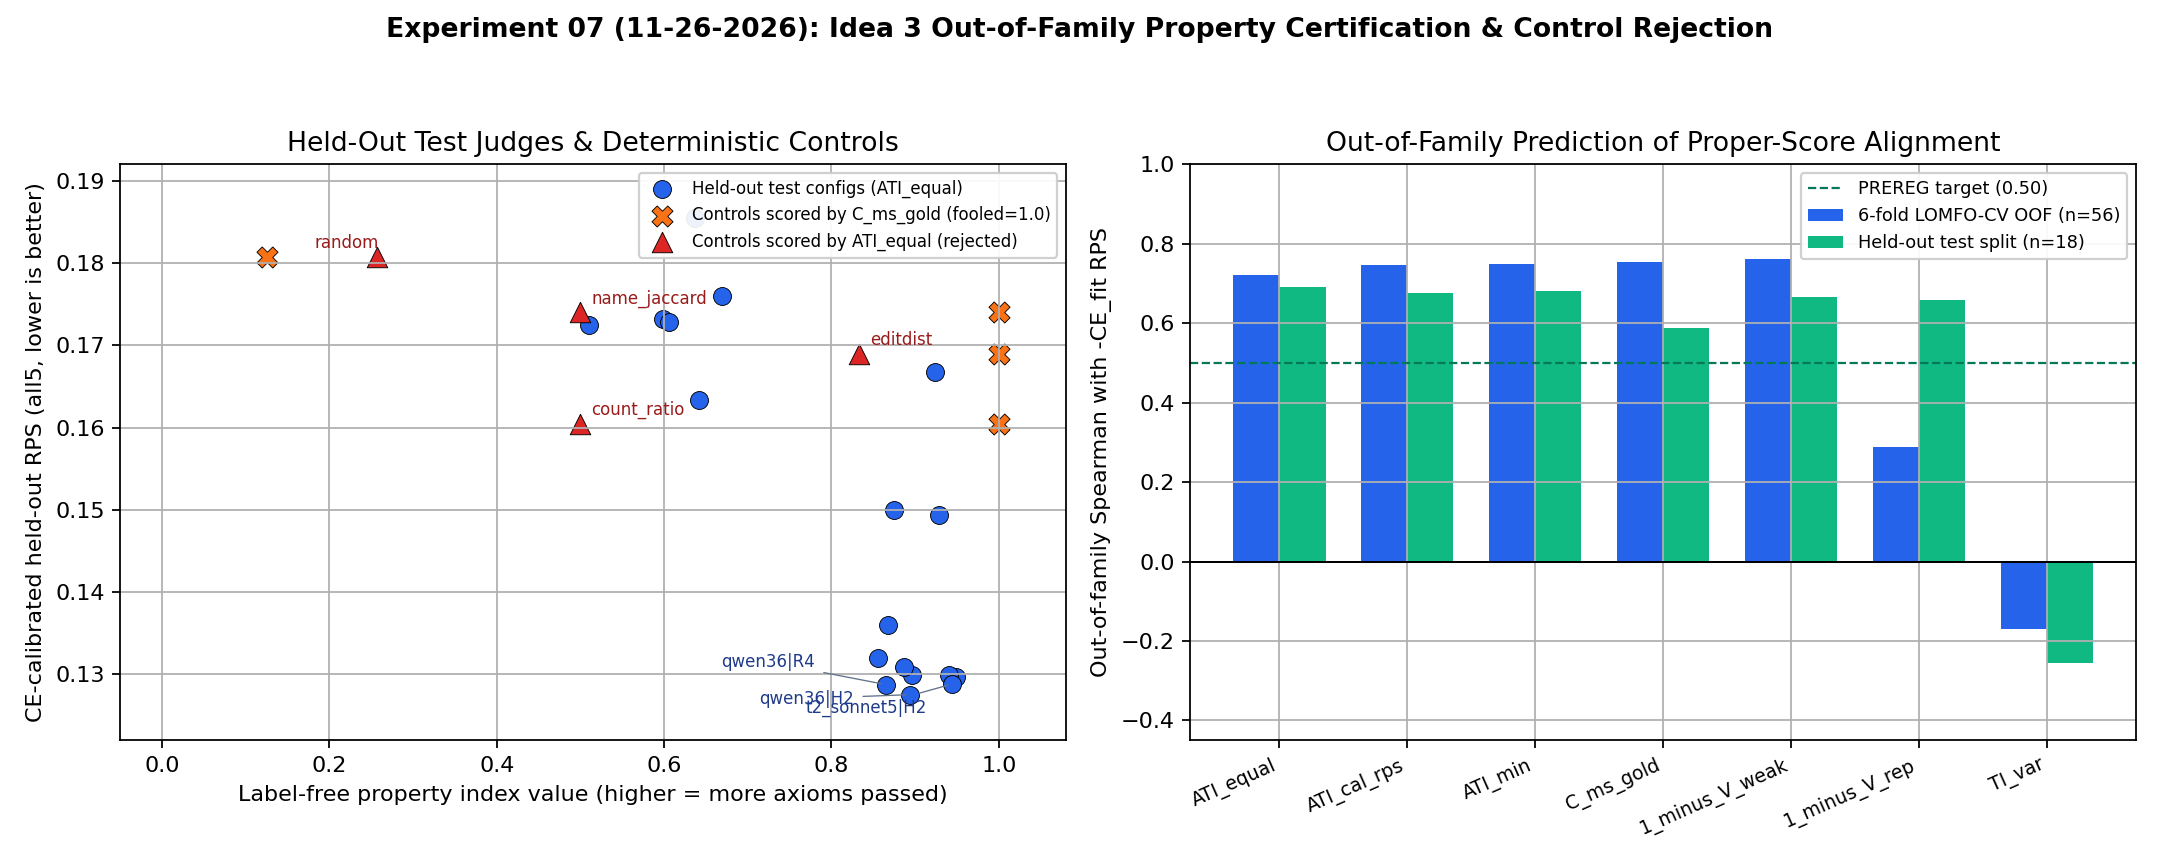 Experiment 07 (11-26-2026): Idea 3 Out-of-Family Property Certification & Control Rejection
Held-Out Test Judges & Deterministic Controls
CE-calibrated held-out RPS (all5, lower is better)
0.19
0.18
0.17
0.16
0.15
0.14
0.13
Held-out test configs (ATI_equal)
Controls scored by C_ms_gold (fooled=1.0)
Controls scored by ATI_equal (rejected)
random
name_jaccard
editdist
count_ratio
qwen36|R4
qwen36|H2
t2_sonnet5|H2
0.0
0.2
0.4
0.6
0.8
1.0
Label-free property index value (higher = more axioms passed)
Out-of-Family Prediction of Proper-Score Alignment
Out-of-family Spearman with -CE_fit RPS
1.0
0.8
0.6
0.4
0.2
0.0
−0.2
−0.4
PREREG target (0.50)
6-fold LOMFO-CV OOF (n=56)
Held-out test split (n=18)
ATI_equal
ATI_cal_rps
ATI_min
C_ms_gold
1_minus_V_weak
1_minus_V_rep
TI_var